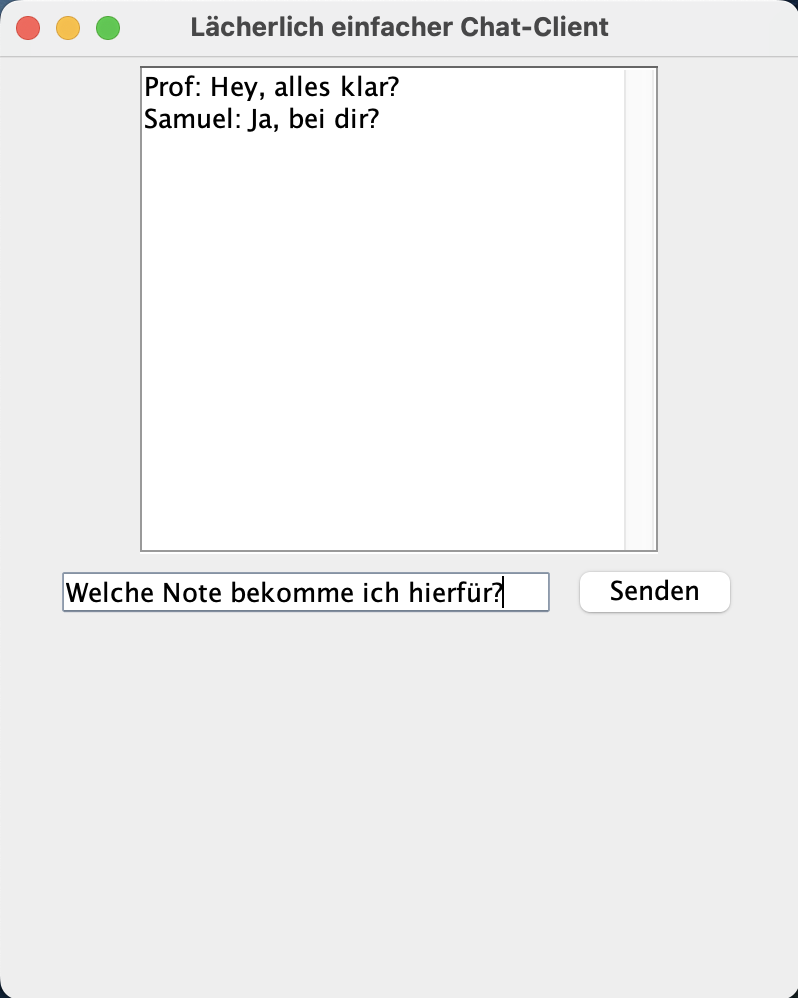 Lächerlich einfacher Chat-Client
Prof: Hey, alles klar?
Samuel: Ja, bei dir?
Welche Note bekomme ich hierfür?
Senden